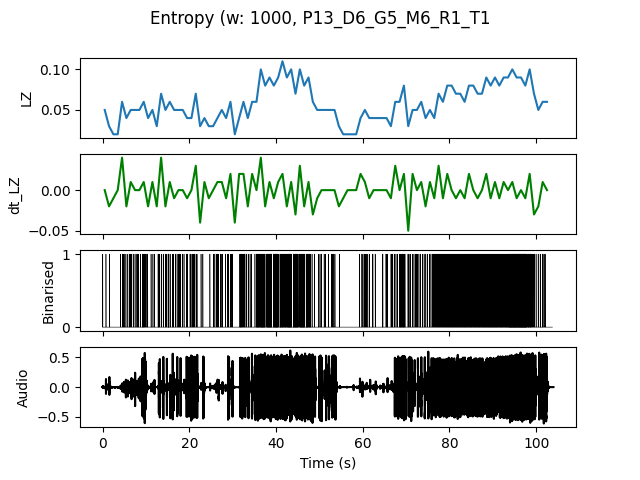 Entropy (w: 1000, P13_D6_G5_M6_R1_T1
LZ
0.10
0.05
dt_LZ
0.00
−0.05
Binarised
1
0
Audio
0.5
0.0
−0.5
0 20 40 60 80 100
Time (s)